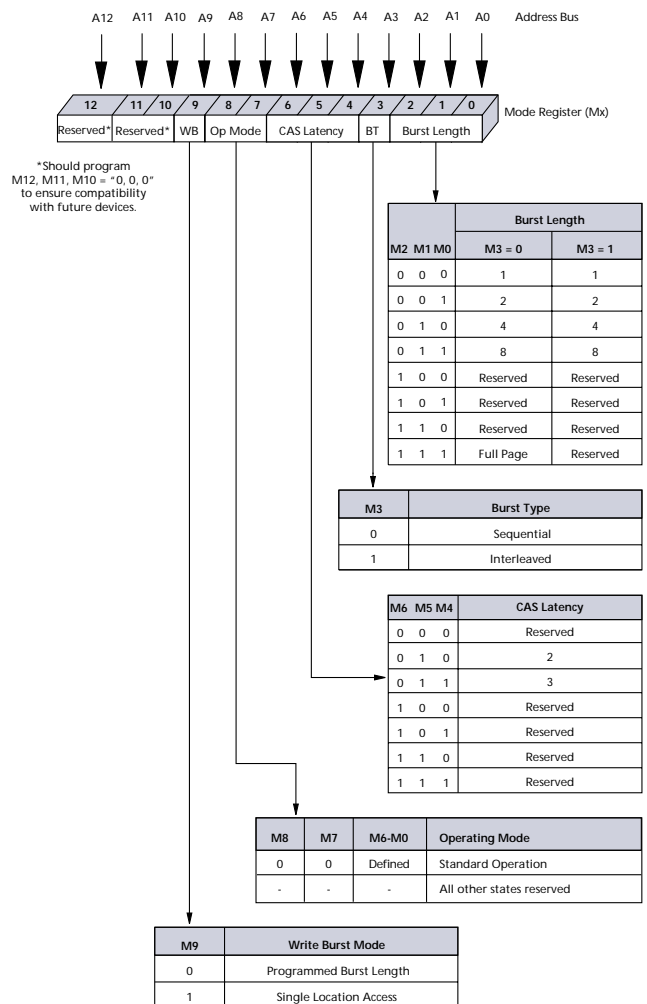 A12 A11 A10 A9 A8 A7 A6 A5 A4 A3 A2 A1 A0 Address Bus
12 11 10 9 8 7 6 5 4 3 2 1 0
Mode Register (Mx)
Reserved* Reserved* WB Op Mode CAS Latency BT Burst Length
*Should program
M12, M11, M10 = “0, 0, 0”
to ensure compatibility
with future devices.
Burst Length
M2 M1 M0 M3 = 0 M3 = 1
0 0 0 1 1
0 0 1 2 2
0 1 0 4 4
0 1 1 8 8
1 0 0 Reserved Reserved
1 0 1 Reserved Reserved
1 1 0 Reserved Reserved
1 1 1 Full Page Reserved
M3 Burst Type
0 Sequential
1 Interleaved
M6 M5 M4 CAS Latency
0 0 0 Reserved
0 1 0 2
0 1 1 3
1 0 0 Reserved
1 0 1 Reserved
1 1 0 Reserved
1 1 1 Reserved
M8 M7 M6-M0 Operating Mode
0 0 Defined Standard Operation
- - - All other states reserved
M9 Write Burst Mode
0 Programmed Burst Length
1 Single Location Access